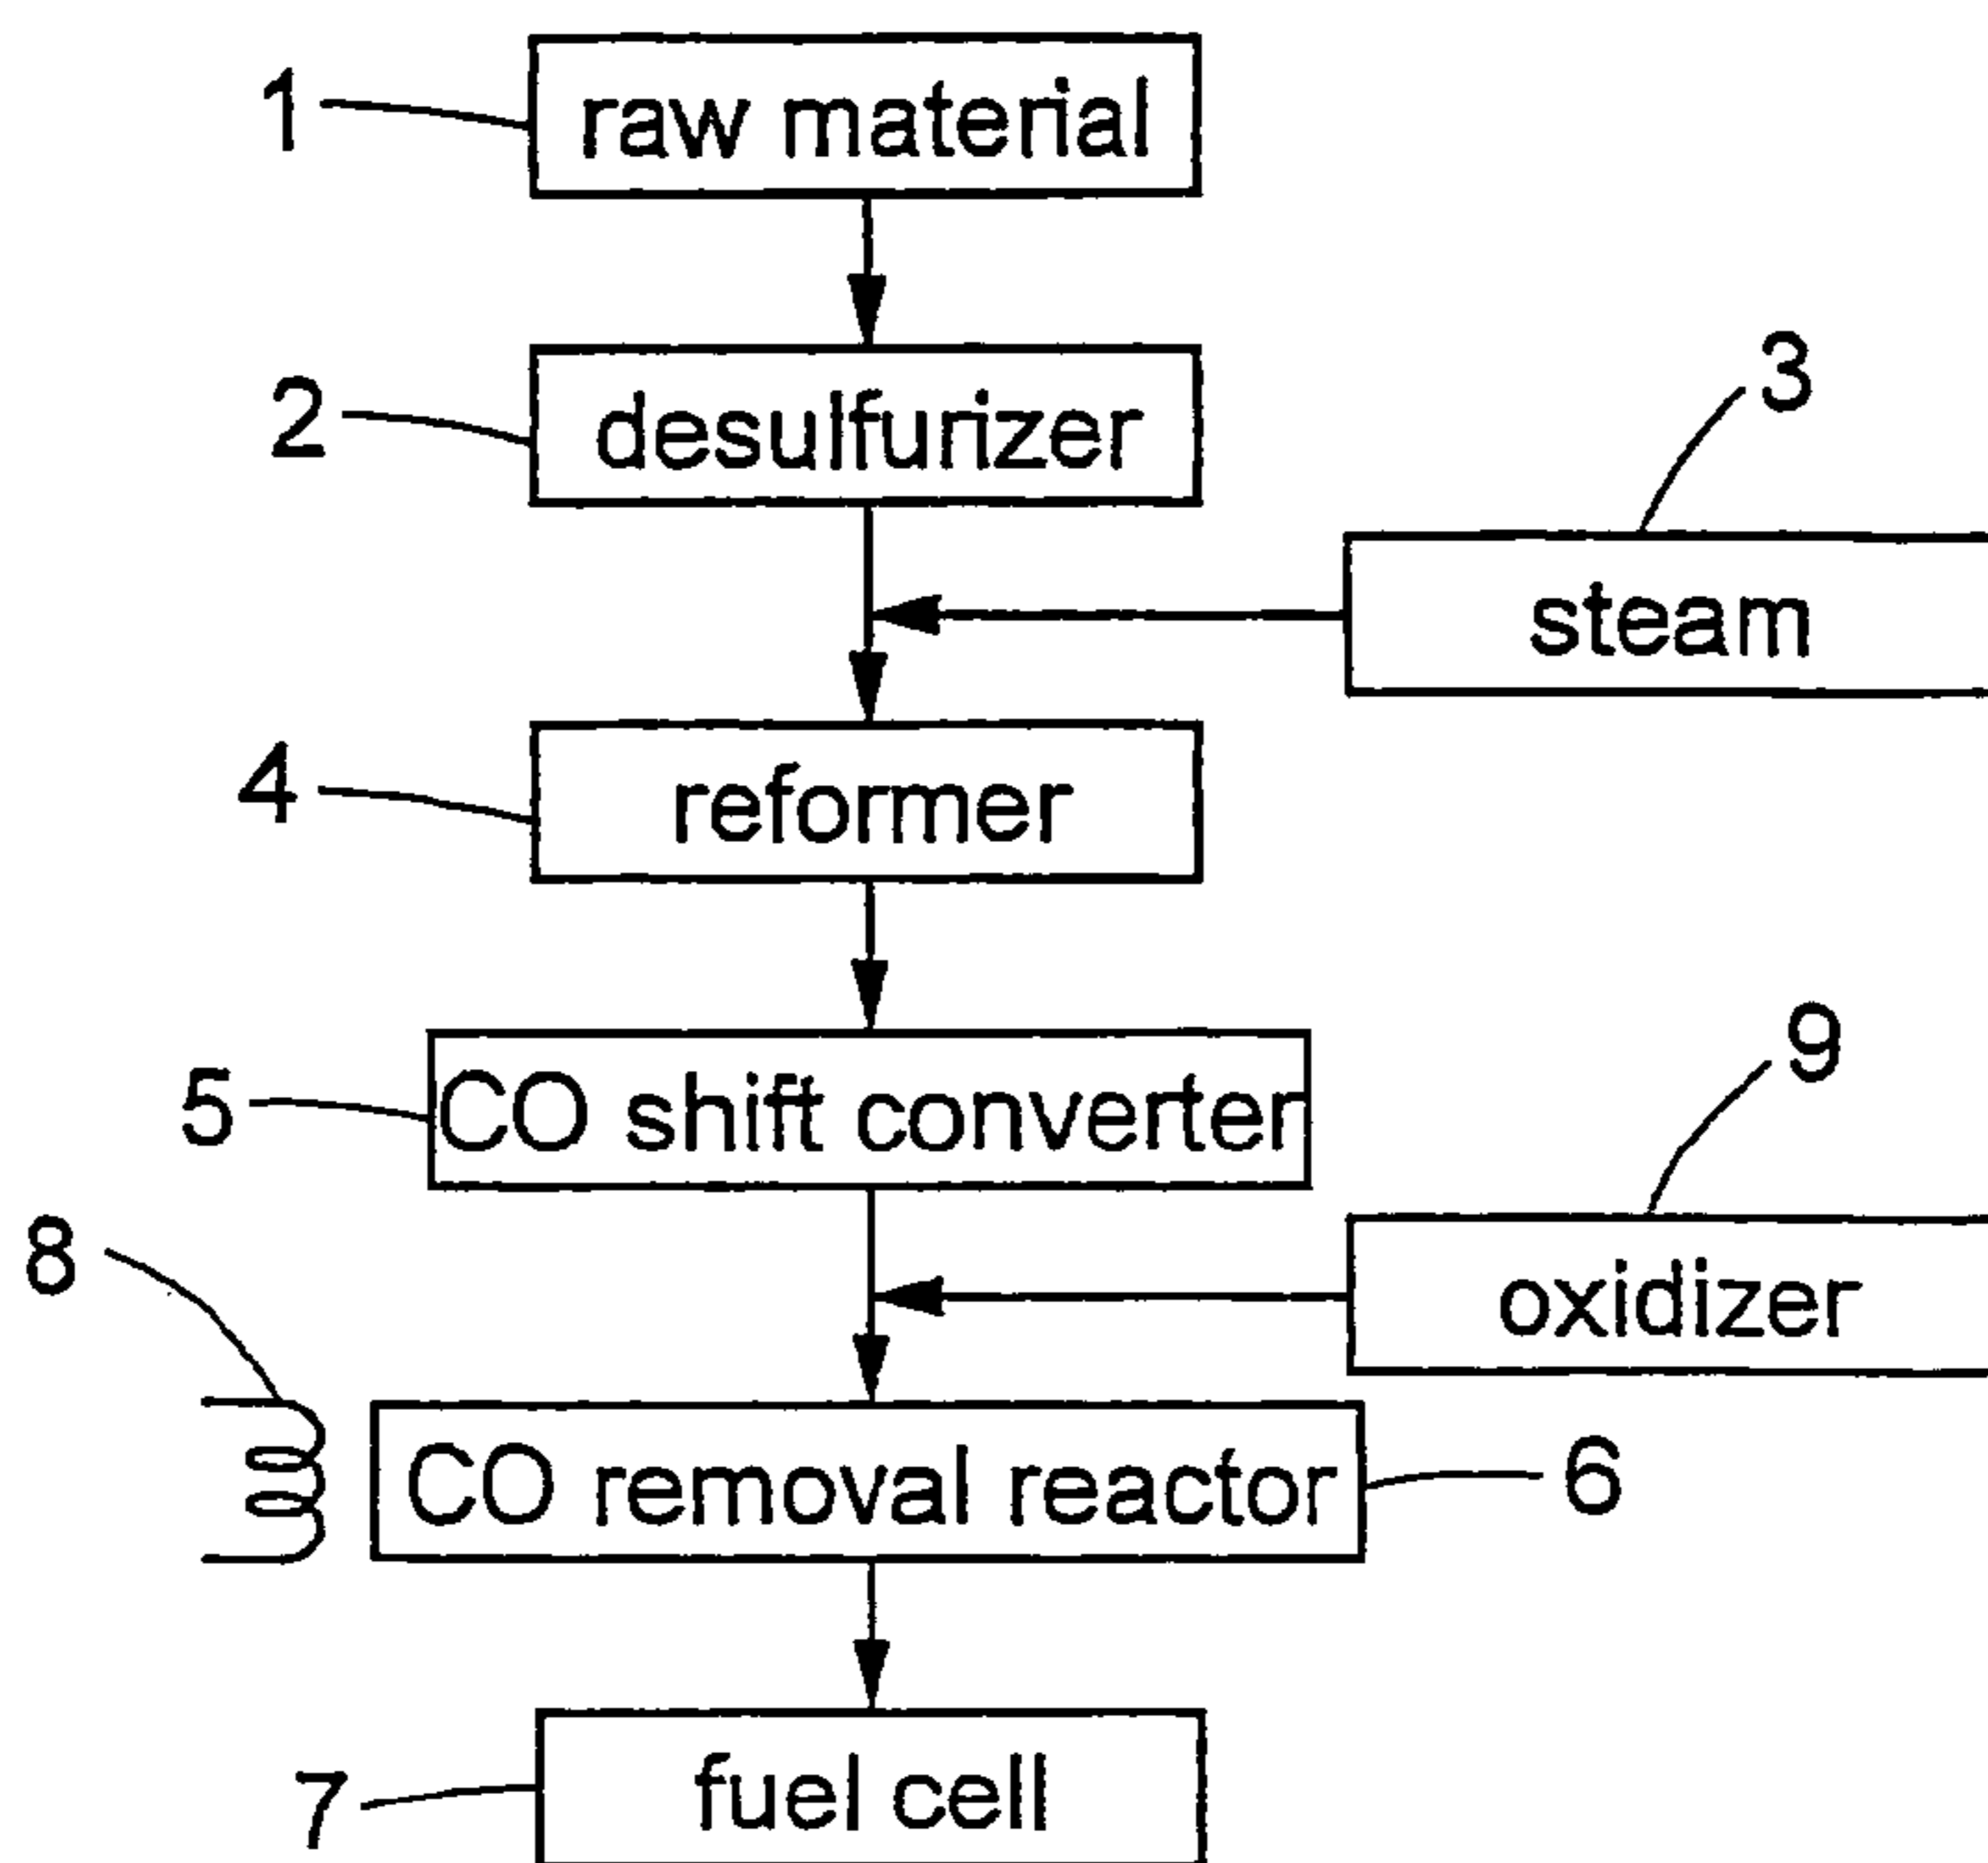 1 raw material
2 desulfurizer
3
steam
4 reformer
5 CO shift converter
9
8
oxidizer
CO removal reactor 6
7 fuel cell